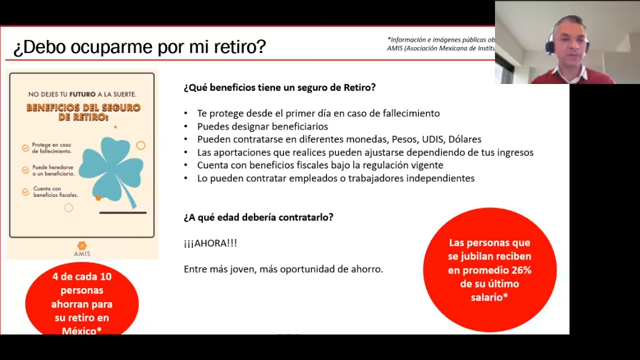 ¿Debo ocuparme por mi retiro?
*Información e imágenes públicas
AMIS (Asociación Mexicana de
NO DEJES TU FUTURO A LA SUERTE.
BENEFICIOS DEL SEGURO
DE RETIRO:
Protege en caso
de fallecimiento.
Puede heredarse
a un beneficiario.
Cuenta con
beneficios fiscales.
AMIS
4 de cada 10
personas
ahorran para
su retiro en
México*
¿Qué beneficios tiene un seguro de Retiro?
• Te protege desde el primer día en caso de fallecimiento
• Puedes designar beneficiarios
• Pueden contratarse en diferentes monedas, Pesos, UDIS, Dólares
• Las aportaciones que realices pueden ajustarse dependiendo de tus ingresos
• Cuenta con beneficios fiscales bajo la regulación vigente
• Lo pueden contratar empleados o trabajadores independientes
¿A qué edad debería contratarlo?
¡¡¡AHORA!!!
Entre más joven, más oportunidad de ahorro.
Las personas que
se jubilan reciben
en promedio 26%
de su último
salario*